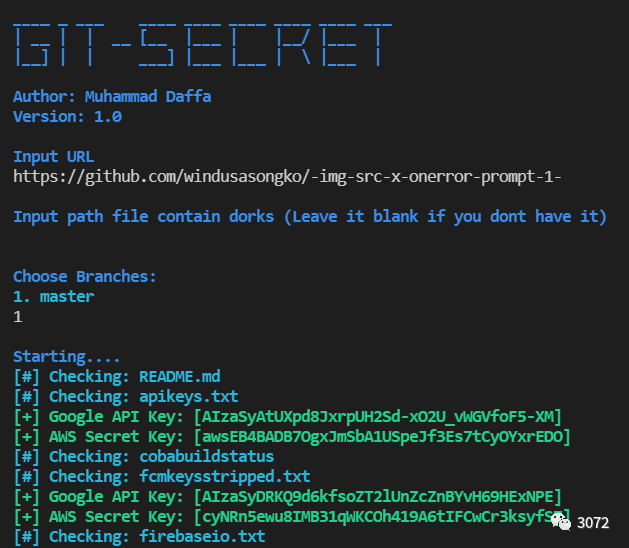 GIT-SECRET
Author: Muhammad Daffa
Version: 1.0
Input URL
https://github.com/windusasongko/-img-src-x-onerror-prompt-1-
Input path file contain dorks (Leave it blank if you dont have it)
Choose Branches:
1. master
1
Starting....
[#] Checking: README.md
[#] Checking: apikeys.txt
[+] Google API Key: [AIzaSyAtUXpd8JxrpUH2Sd-xO2U_vWGVfoF5-XM]
[+] AWS Secret Key: [awsEB4BADB7OgxJmSbA1USpeJf3Es7tCyOYxrEDO]
[#] Checking: cobabuildstatus
[#] Checking: fcmkeysstripped.txt
[+] Google API Key: [AIzaSyDRKQ9d6kfsoZT2lUnZcZnBYvH69HExNPE]
[+] AWS Secret Key:
[#] Checking: firebaseio.txt
3072